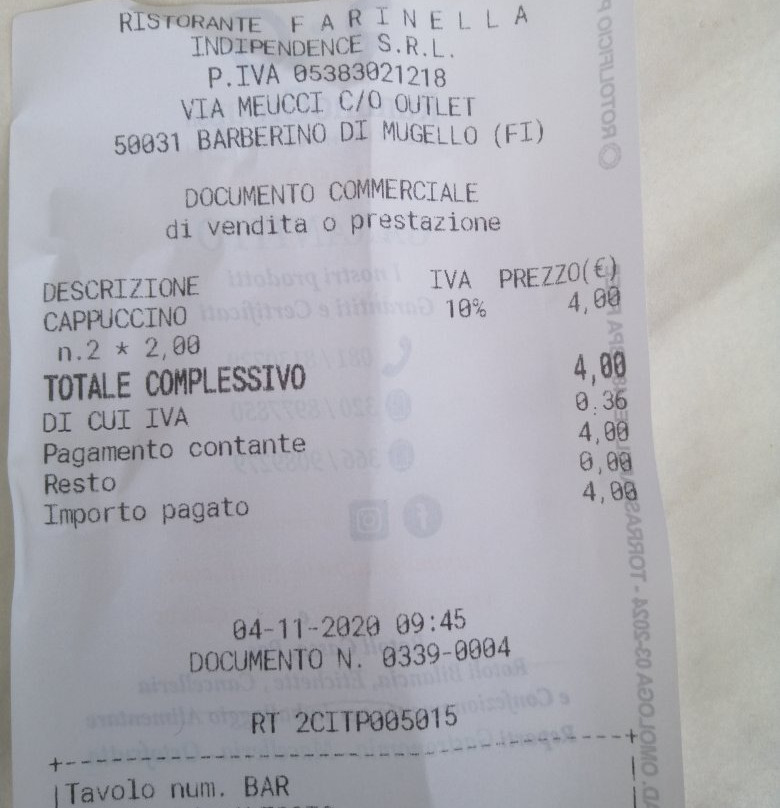 RISTORANTE F A R I N E L L A
INDIPENDENCE S.R.L.
P.IVA 05383021218
VIA MEUCCI C/O OUTLET
50031 BARBERINO DI MUGELLO (FI)
DOCUMENTO COMMERCIALE
di vendita o prestazione
DESCRIZIONE IVA PREZZO(€)
CAPPUCCINO 10% 4,00
n.2 * 2,00
TOTALE COMPLESSIVO 4,00
DI CUI IVA 0.36
Pagamento contante 4,00
Resto 0,00
Importo pagato 4,00
04-11-2020 09:45
DOCUMENTO N. 0339-0004
RT 2CITP005015
Tavolo num. BAR